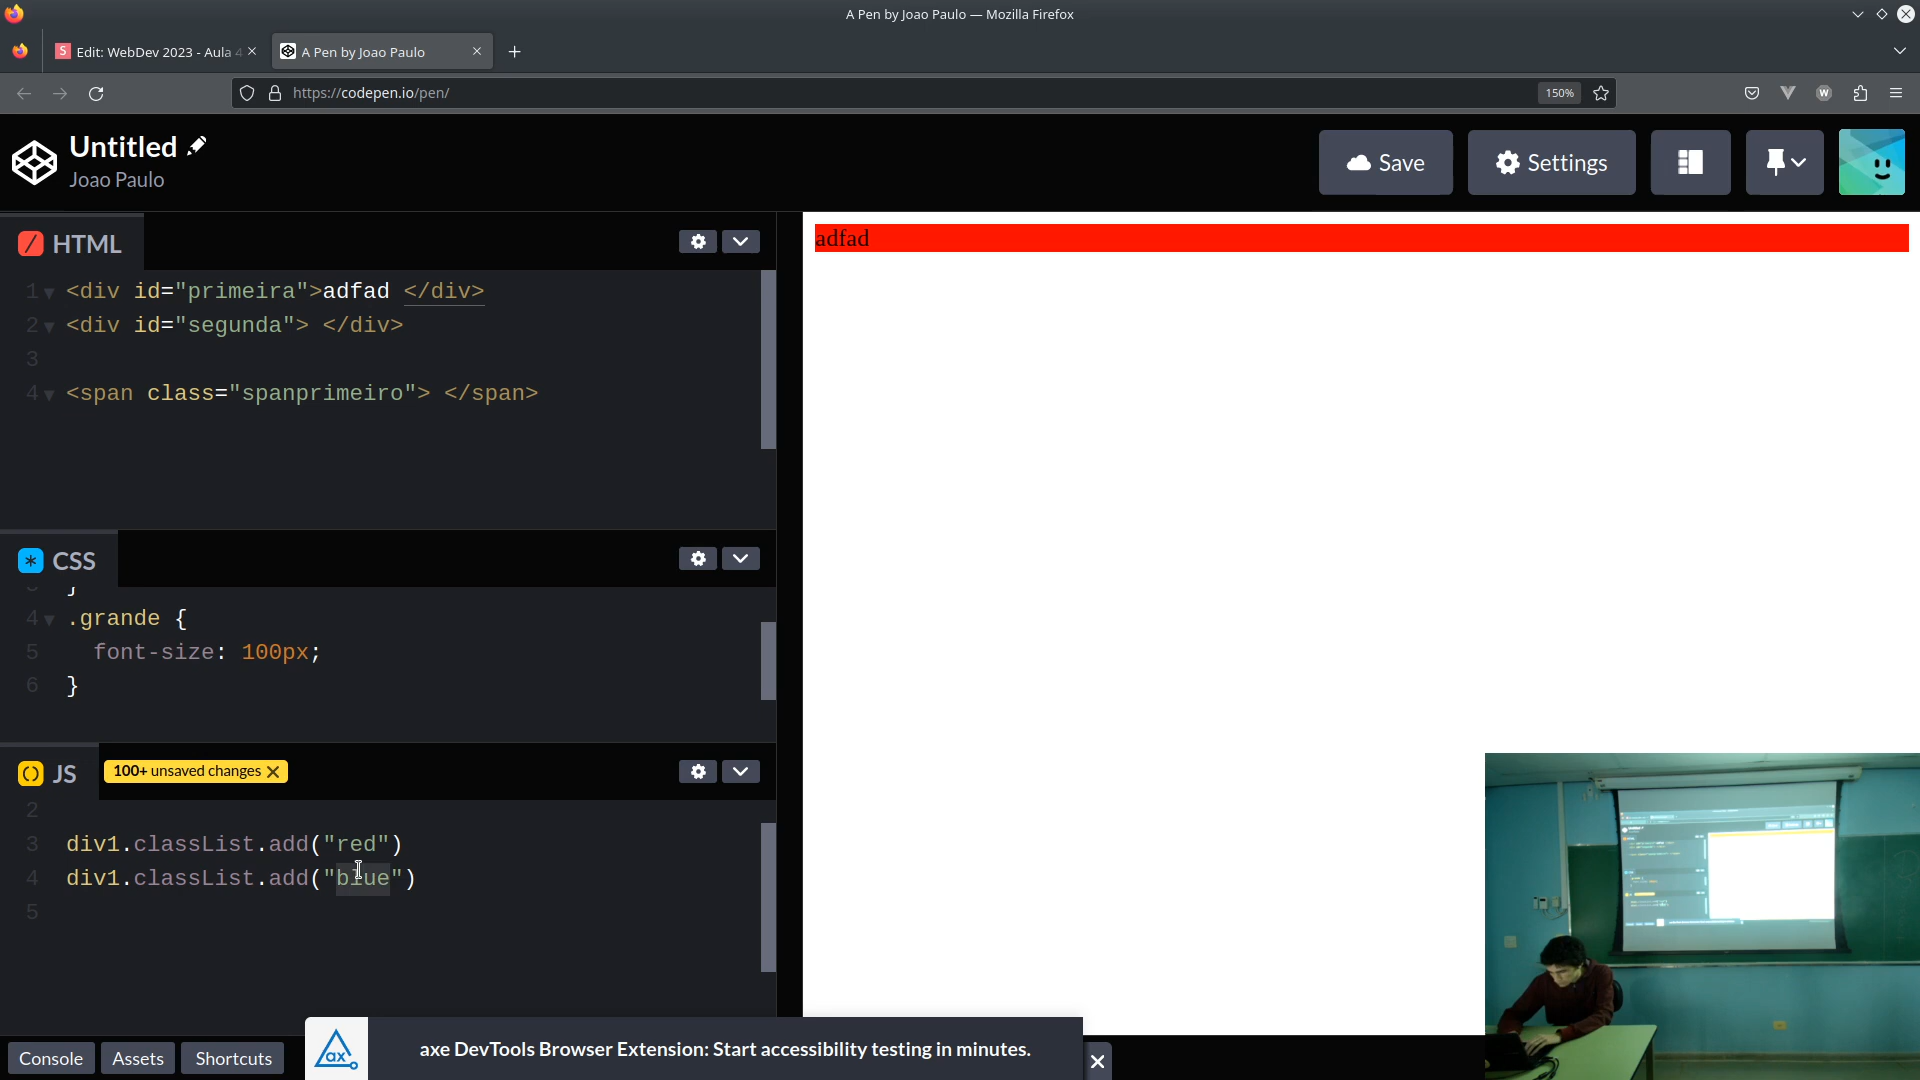 A Pen by Joao Paulo — Mozilla Firefox
Edit: WebDev 2023 - Aula 4
A Pen by Joao Paulo
https://codepen.io/pen/
150%
Untitled
Joao Paulo
Save
Settings
HTML
1 <div id="primeira">adfad </div>
2 <div id="segunda"> </div>
3
4 <span class="spanprimeiro"> </span>
adfad
CSS
3 }
4 .grande {
5 font-size: 100px;
6 }
JS
100+ unsaved changes
2
3 div1.classList.add("red")
4 div1.classList.add("blue")
5
Console
Assets
Shortcuts
ax
axe DevTools Browser Extension: Start accessibility testing in minutes.